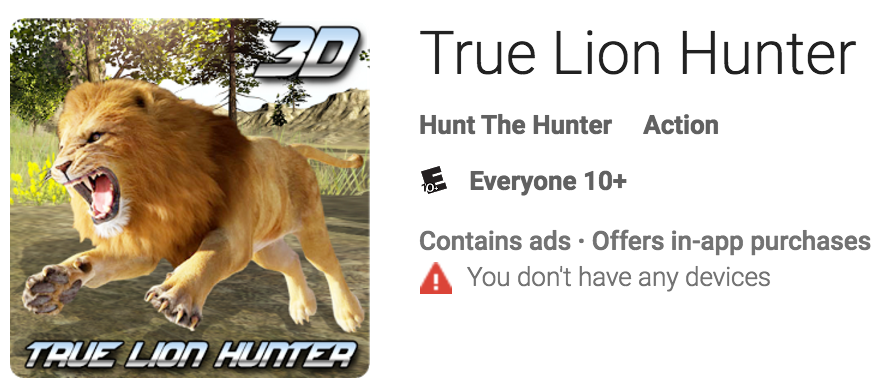 3D
TRUE LION HUNTER
True Lion Hunter
Hunt The Hunter Action
E 10+ Everyone 10+
Contains ads · Offers in-app purchases
You don't have any devices